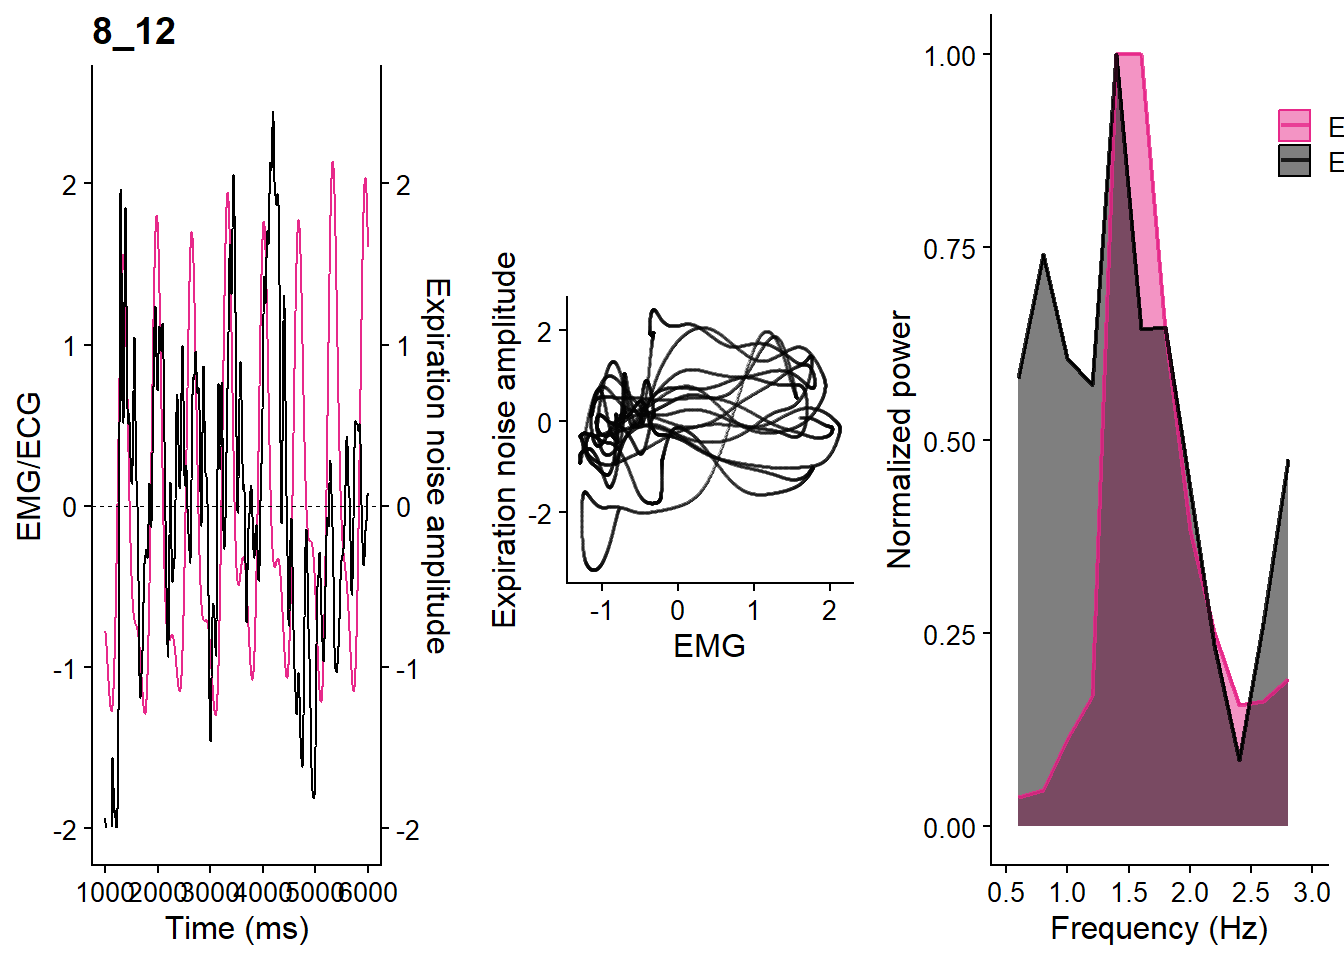 8_12
2
1
0
-1
-2
2
1
0
-1
-2
EMG/ECG
Expiration noise amplitude
1000 2000 3000 4000 5000 6000
Time (ms)
Expiration noise amplitude
2
0
-2
-1 0 1 2
EMG
Normalized power
1.00
0.75
0.50
0.25
0.00
0.5 1.0 1.5 2.0 2.5 3.0
Frequency (Hz)
E
E